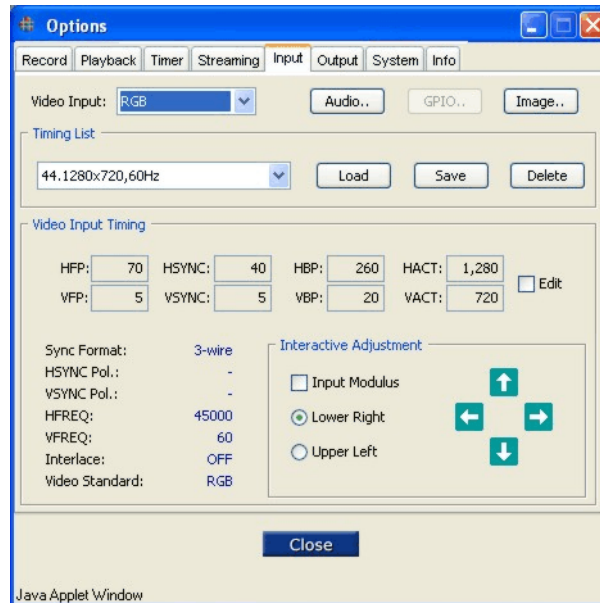 Options
Record Playback Timer Streaming Input Output System Info
Video Input: RGB Audio.. GPIO.. Image..
Timing List
44.1280x720,60Hz Load Save Delete
Video Input Timing
HFP: 70 HSYNC: 40 HBP: 260 HACT: 1,280
Edit
VFP: 5 VSYNC: 5 VBP: 20 VACT: 720
Sync Format: 3-wire
HSYNC Pol.: -
VSYNC Pol.: -
HFREQ: 45000
VFREQ: 60
Interlace: OFF
Video Standard: RGB
Interactive Adjustment
Input Modulus
Lower Right
Upper Left
Close
Java Applet Window